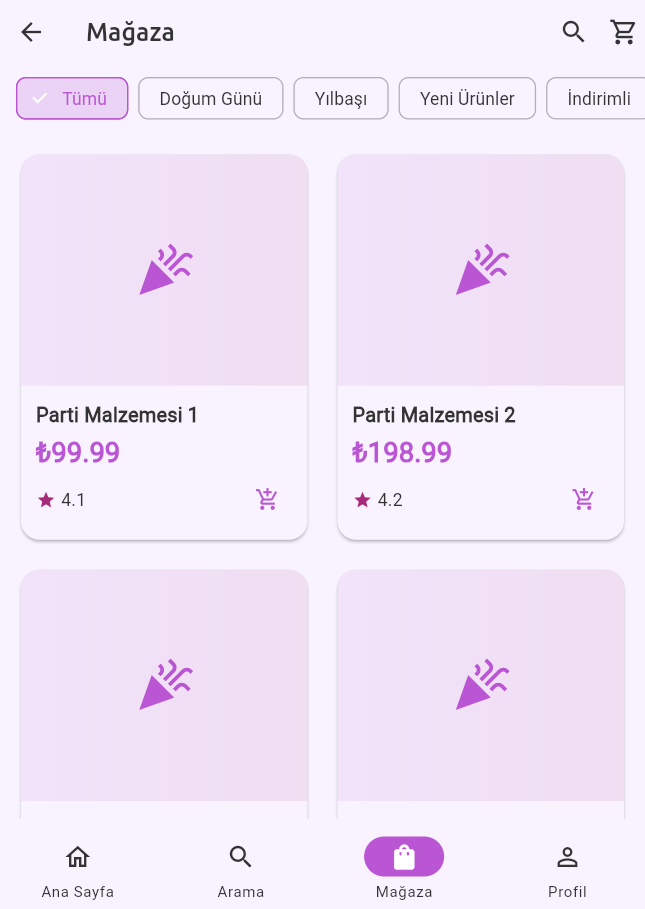 Mağaza
Tümü
Doğum Günü
Yılbaşı
Yeni Ürünler
İndirimli
Parti Malzemesi 1
₺99.99
4.1
Parti Malzemesi 2
₺198.99
4.2
Ana Sayfa
Arama
Mağaza
Profil